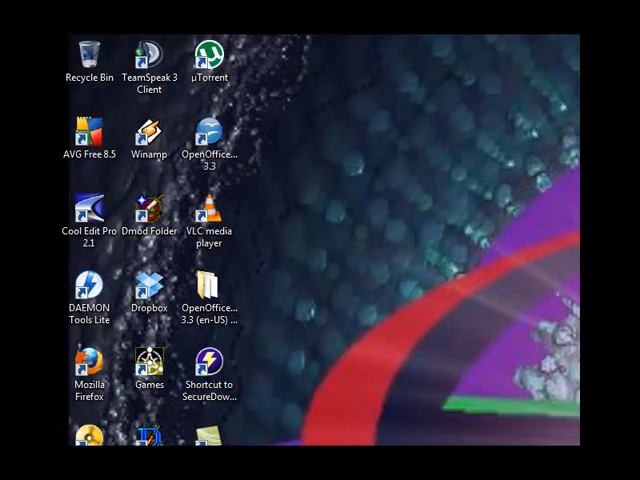 Recycle Bin
TeamSpeak 3
Client
µTorrent
AVG Free 8.5
Winamp
OpenOffice...
3.3
Cool Edit Pro
2.1
Dmod Folder
VLC media
player
DAEMON
Tools Lite
Dropbox
OpenOffice...
3.3 (en-US) ...
Mozilla
Firefox
Games
Shortcut to
SecureDow...